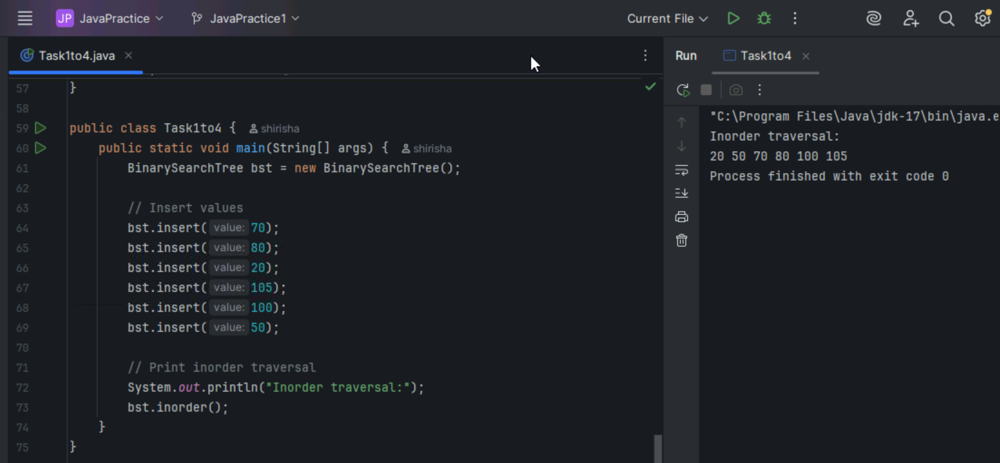 JP JavaPractice JavaPractice1 Current File
Task1to4.java
57 }
58
59 public class Task1to4 { shirisha
60 public static void main(String[] args) { shirisha
61 BinarySearchTree bst = new BinarySearchTree();
62
63 // Insert values
64 bst.insert( value: 70);
65 bst.insert( value: 80);
66 bst.insert( value: 20);
67 bst.insert( value: 105);
68 bst.insert( value: 100);
69 bst.insert( value: 50);
70
71 // Print inorder traversal
72 System.out.println("Inorder traversal:");
73 bst.inorder();
74 }
75 }
Run Task1to4
"C:\Program Files\Java\jdk-17\bin\java.e
Inorder traversal:
20 50 70 80 100 105
Process finished with exit code 0